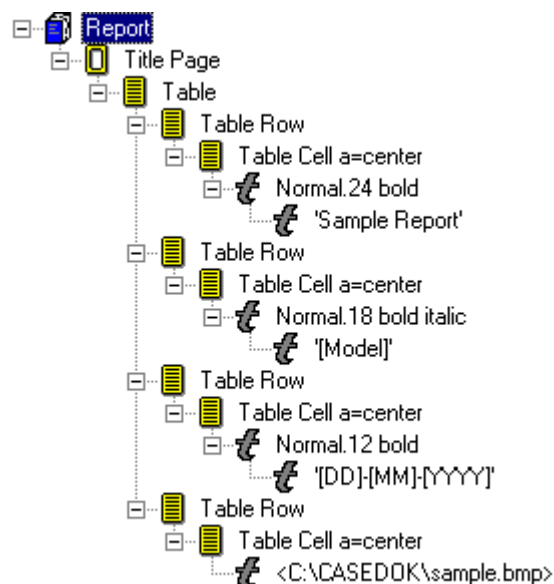 Report
Title Page
Table
Table Row
Table Cell a=center
Normal.24 bold
'Sample Report'
Table Row
Table Cell a=center
Normal.18 bold italic
'[Model]'
Table Row
Table Cell a=center
Normal.12 bold
'[DD]-[MM]-[YYYY]'
Table Row
Table Cell a=center
<C:\CASEDOK\sample.bmp>